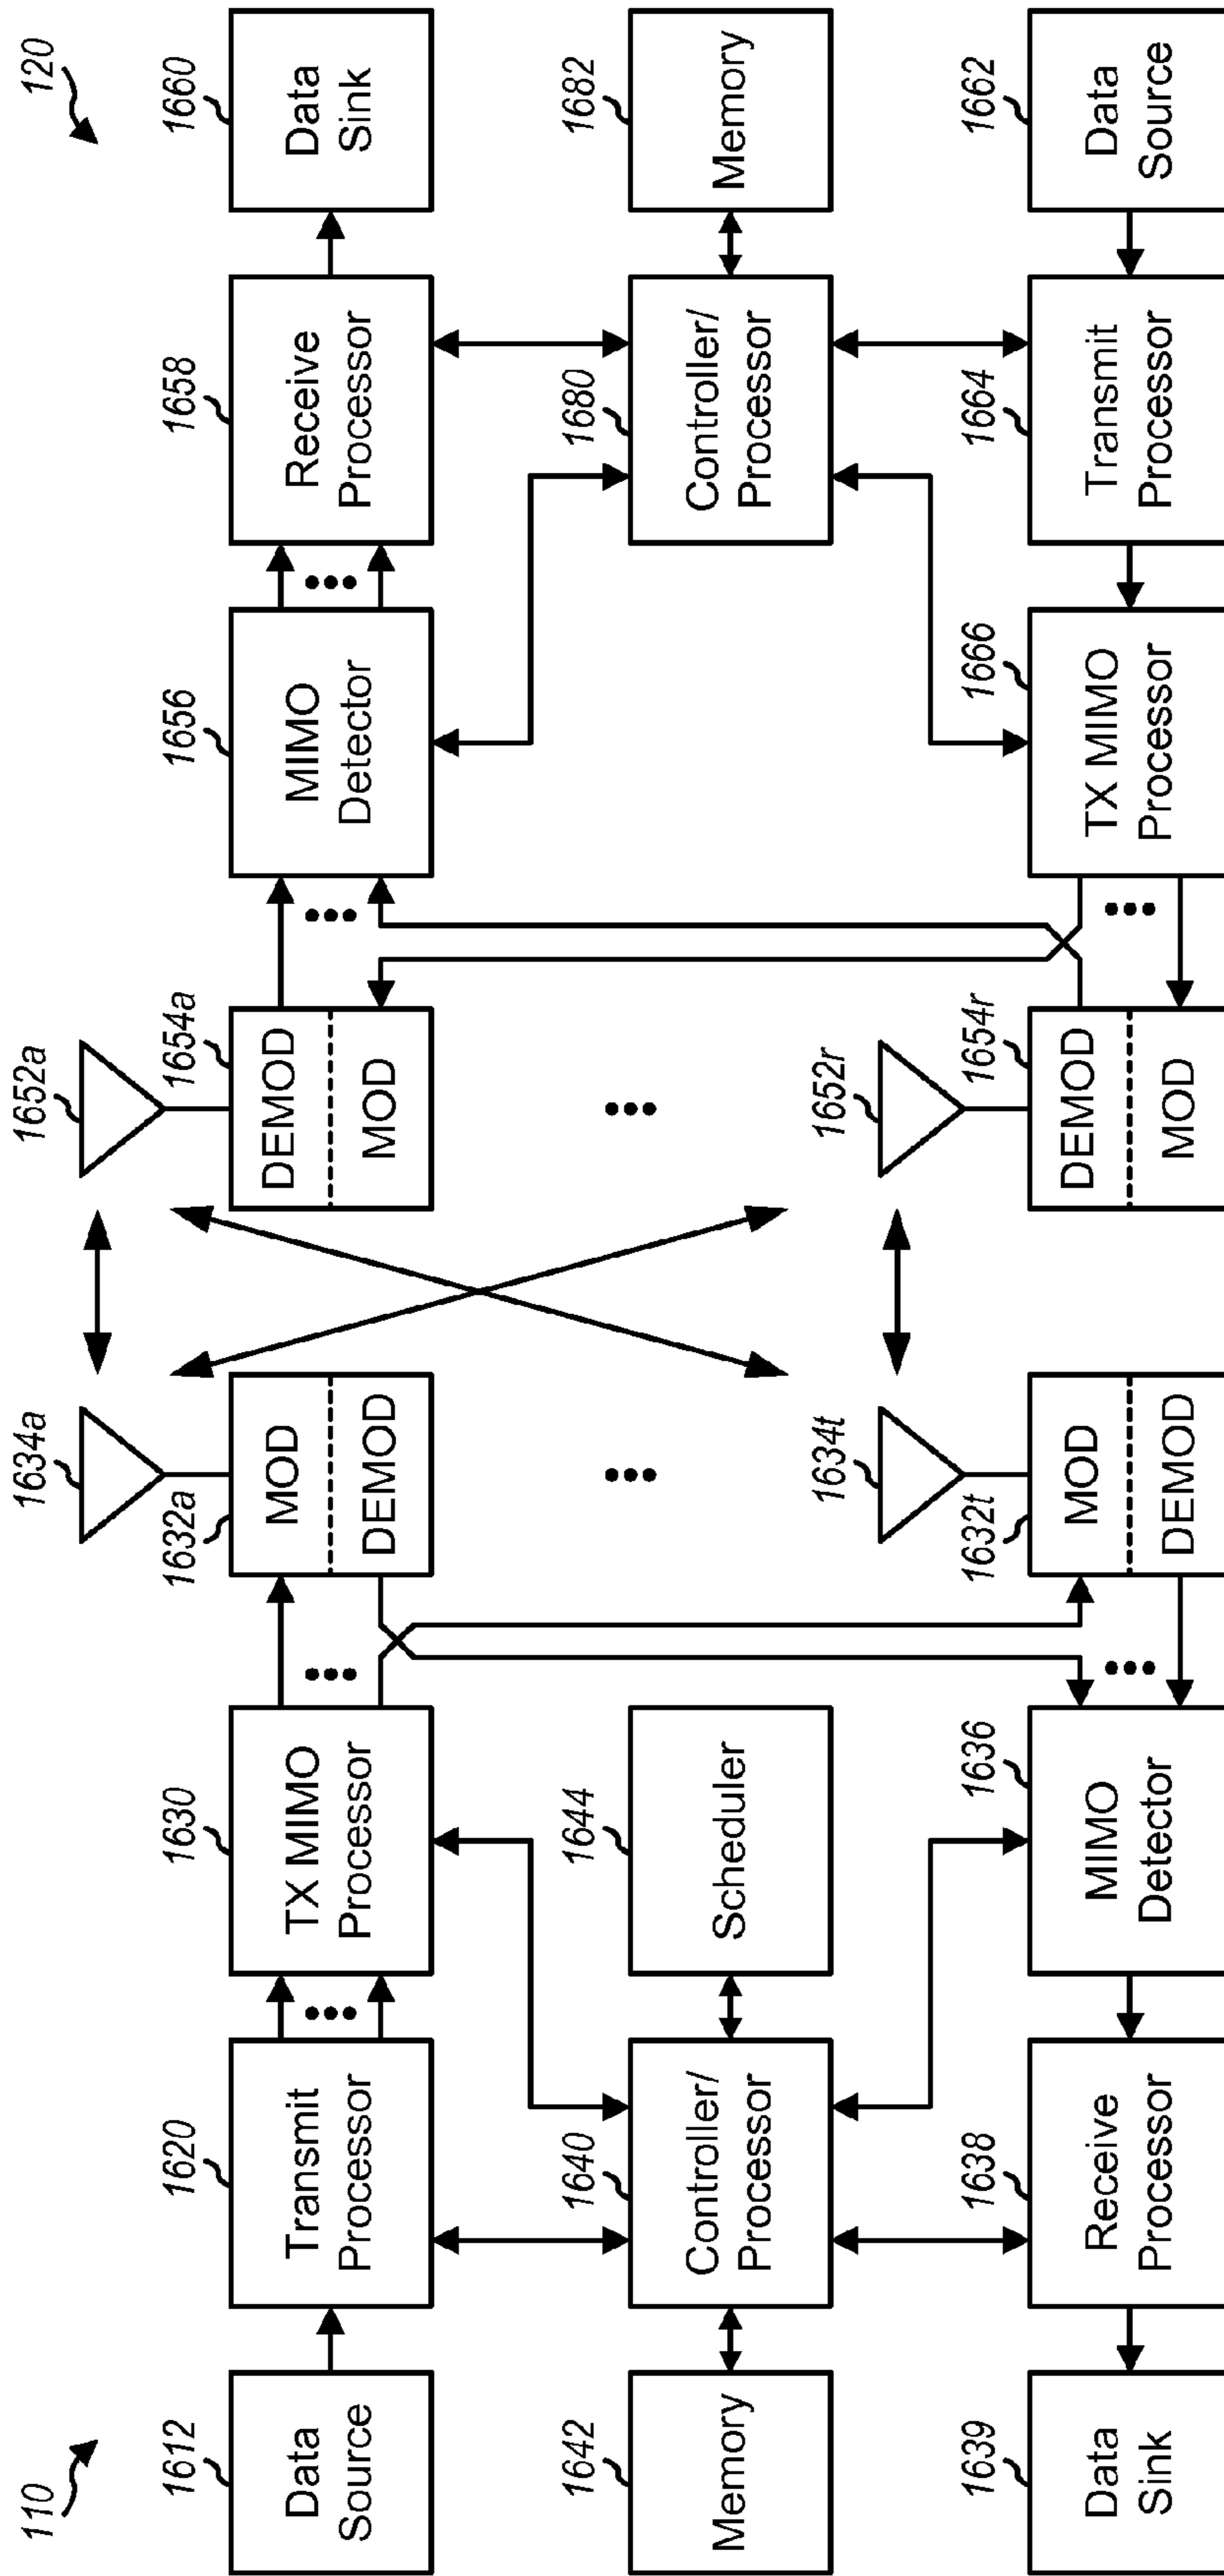 110
120
1612
Data
Source
1620
Transmit
Processor
1630
TX MIMO
Processor
1634a
1632a
MOD
DEMOD
1652a
1654a
DEMOD
MOD
1656
MIMO
Detector
1658
Receive
Processor
1660
Data
Sink
1642
Memory
1640
Controller/
Processor
1644
Scheduler
1680
Controller/
Processor
1682
Memory
1639
Data
Sink
1638
Receive
Processor
1636
MIMO
Detector
1634t
1632t
MOD
DEMOD
1652r
1654r
DEMOD
MOD
1666
TX MIMO
Processor
1664
Transmit
Processor
1662
Data
Source